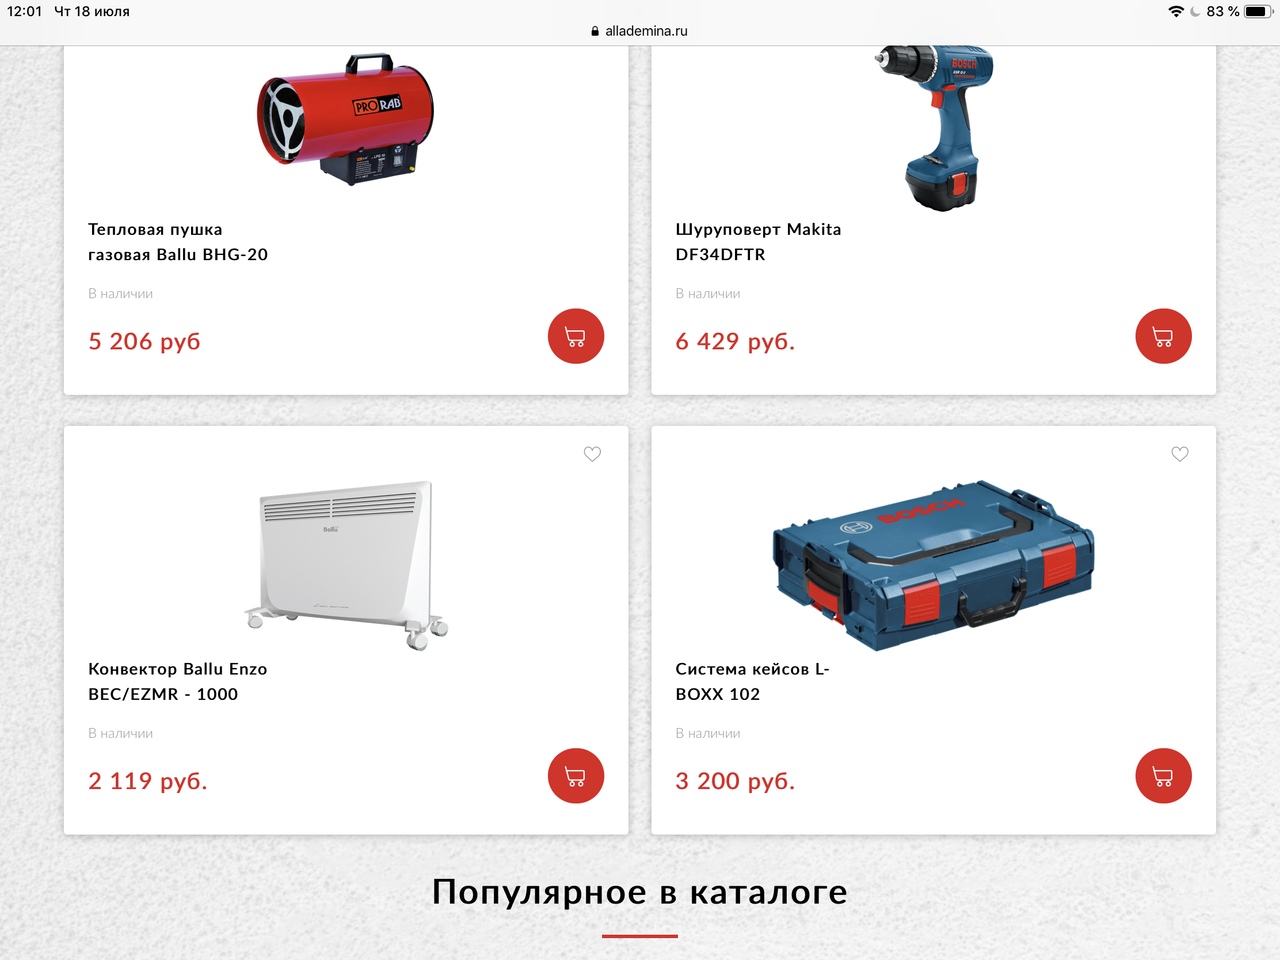 12:01 Чт 18 июля
83 %
allademina.ru
PRORAB
BOSCH
Тепловая пушка
газовая Ballu BHG-20
В наличии
5 206 руб
Шуруповерт Makita
DF34DFTR
В наличии
6 429 руб.
Ballu
Конвектор Ballu Enzo
BEC/EZMR - 1000
В наличии
2 119 руб.
BOSCH
Система кейсов L-
BOXX 102
В наличии
3 200 руб.
Популярное в каталоге